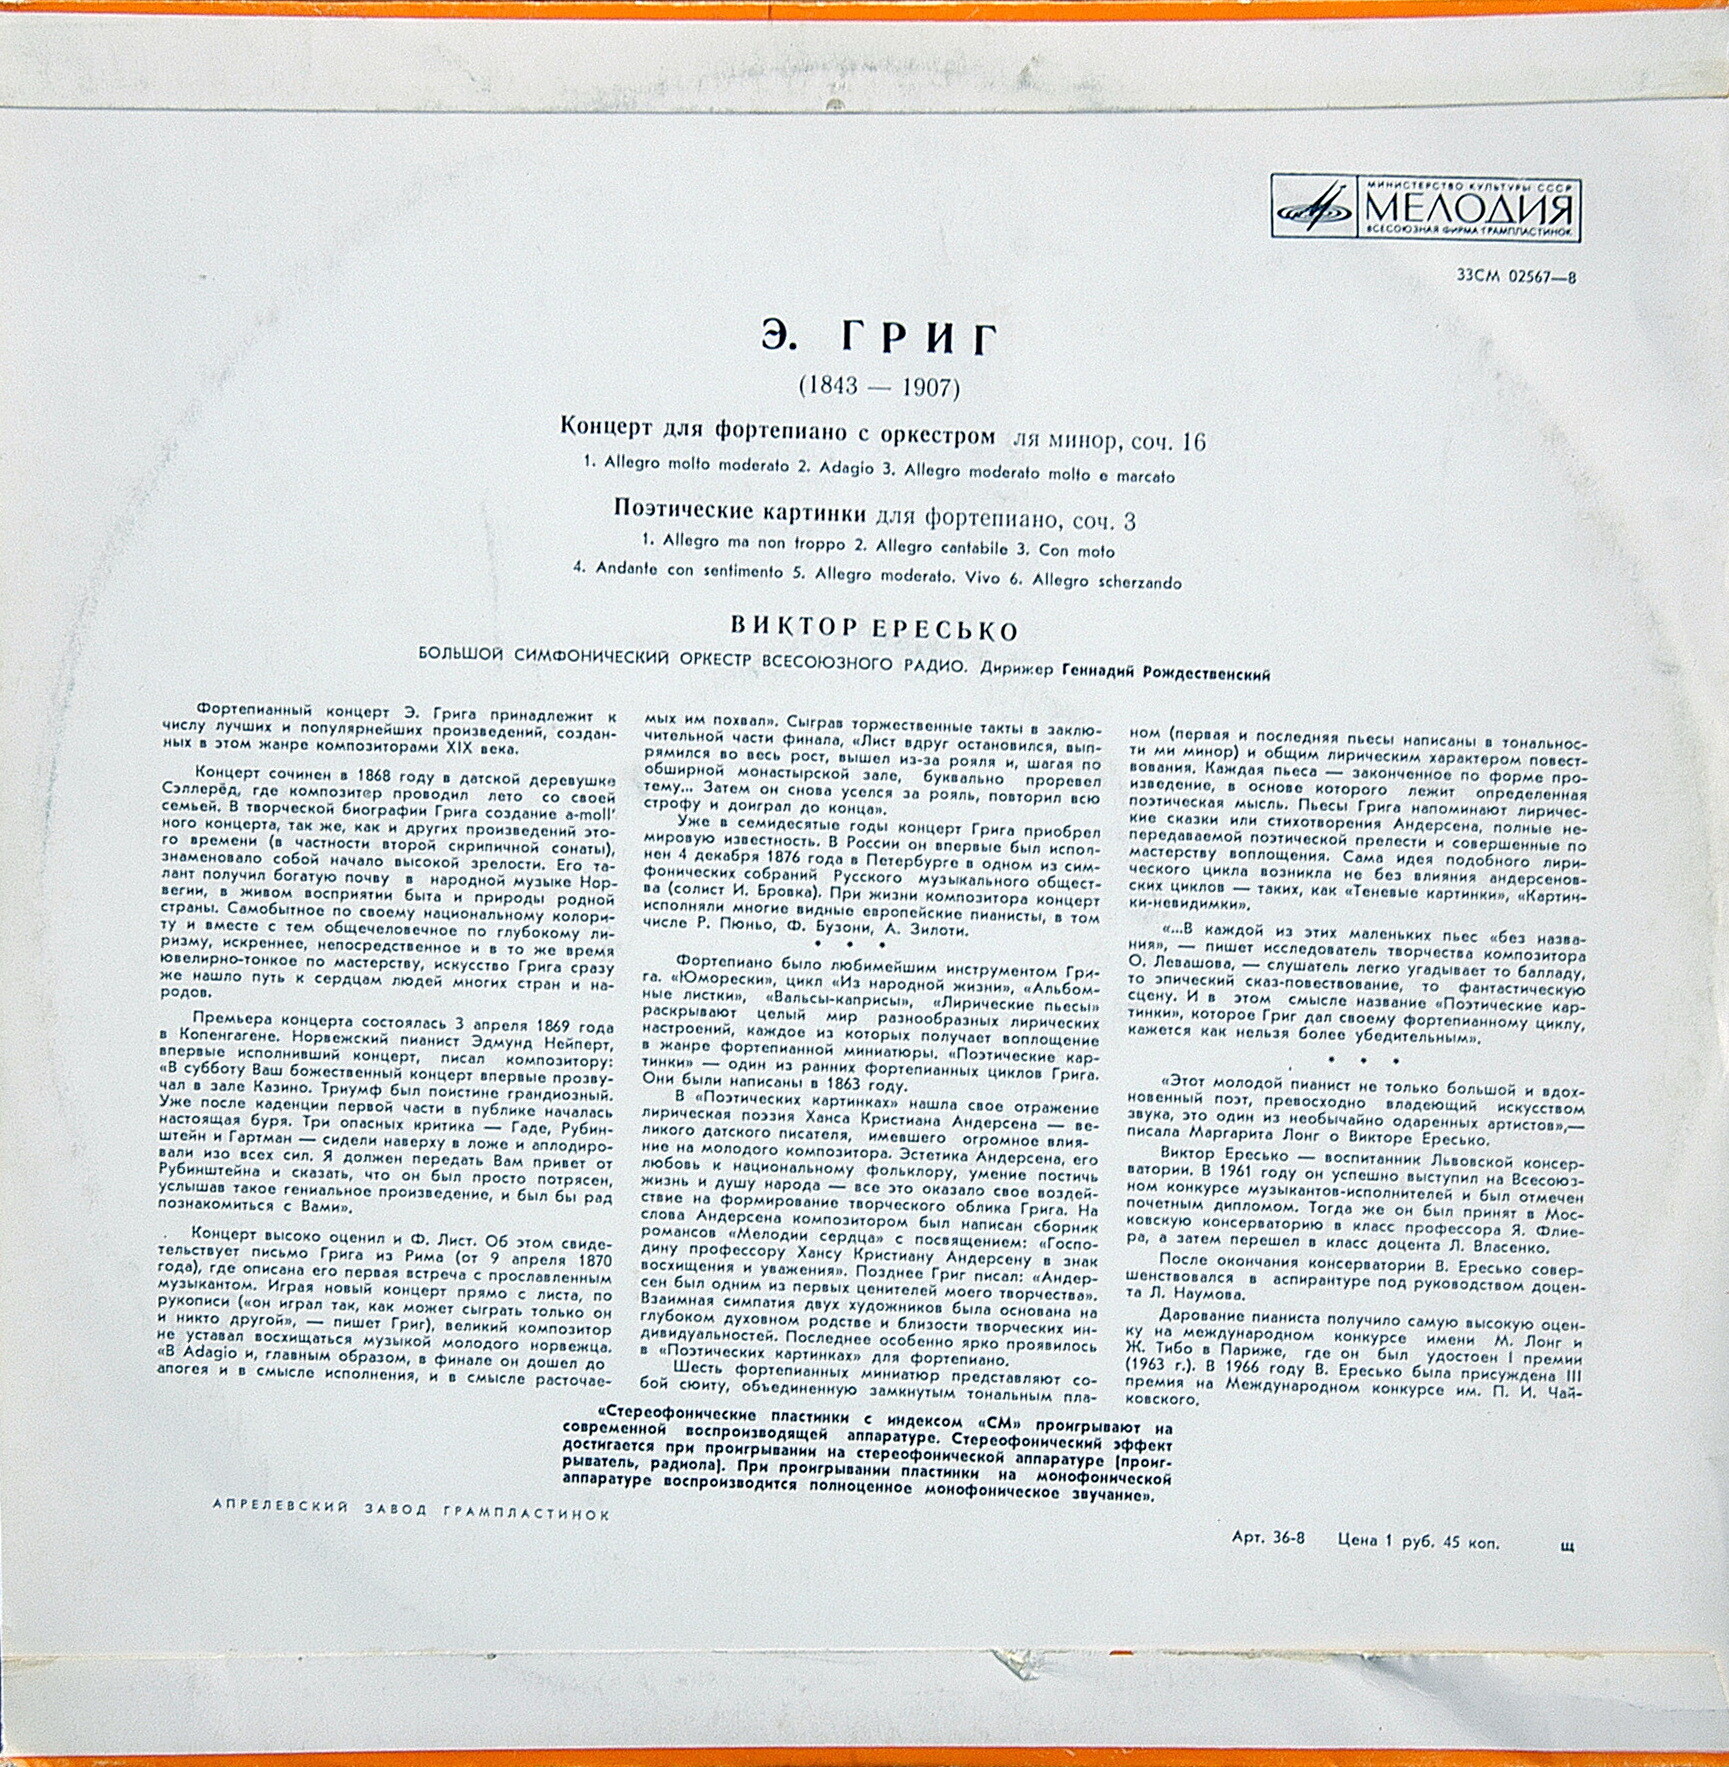 МИНИСТЕРСТВО КУЛЬТУРЫ СССР
МЕЛОДИЯ
ВСЕСОЮЗНАЯ ФИРМА ГРАМПЛАСТИНОК
33СМ 02567—8
Э. ГРИГ
(1843 — 1907)
Концерт для фортепиано с оркестром ля минор, соч. 16
1. Allegro molto moderato 2. Adagio 3. Allegro moderato molto e marcato
Поэтические картинки для фортепиано, соч. 3
1. Allegro ma non troppo 2. Allegro cantabile 3. Con moto
4. Andante con sentimento 5. Allegro moderato. Vivo 6. Allegro scherzando
ВИКТОР ЕРЕСЬКО
БОЛЬШОЙ СИМФОНИЧЕСКИЙ ОРКЕСТР ВСЕСОЮЗНОГО РАДИО. Дирижер Геннадий Рождественский
Фортепианный концерт Э. Грига принадлежит к
числу лучших и популярнейших произведений, создан-
ных в этом жанре композиторами XIX века.
Концерт сочинен в 1868 году в датской деревушке
Сэллерёд, где композитор проводил лето со своей
семьей. В творческой биографии Грига создание a-moll'
ного концерта, так же, как и других произведений это-
го времени (в частности второй скрипичной сонаты),
знаменовало собой начало высокой зрелости. Его та-
лант получил богатую почву в народной музыке Нор-
вегии, в живом восприятии быта и природы родной
страны. Самобытное по своему национальному колори-
ту и вместе с тем общечеловечное по глубокому ли-
ризму, искреннее, непосредственное и в то же время
ювелирно-тонкое по мастерству, искусство Грига сразу
же нашло путь к сердцам людей многих стран и на-
родов.
Премьера концерта состоялась 3 апреля 1869 года
в Копенгагене. Норвежский пианист Эдмунд Нейперт,
впервые исполнивший концерт, писал композитору:
«В субботу Ваш божественный концерт впервые прозву-
чал в зале Казино. Триумф был поистине грандиозный.
Уже после каденции первой части в публике началась
настоящая буря. Три опасных критика — Гаде, Рубин-
штейн и Гартман — сидели наверху в ложе и аплодиро-
вали изо всех сил. Я должен передать Вам привет от
Рубинштейна и сказать, что он был просто потрясен,
услышав такое гениальное произведение, и был бы рад
познакомиться с Вами».
Концерт высоко оценил и Ф. Лист. Об этом свиде-
тельствует письмо Грига из Рима (от 9 апреля 1870
года), где описана его первая встреча с прославленным
музыкантом. Играя новый концерт прямо с листа, по
рукописи («он играл так, как может сыграть только он
и никто другой», — пишет Григ), великий композитор
не уставал восхищаться музыкой молодого норвежца.
«В Adagio и, главным образом, в финале он дошел до
апогея и в смысле исполнения, и в смысле расточае-
мых им похвал». Сыграв торжественные такты в заклю-
чительной части финала, «Лист вдруг остановился, вып-
рямился во весь рост, вышел из-за рояля и, шагая по
обширной монастырской зале, буквально проревел
тему... Затем он снова уселся за рояль, повторил всю
строфу и доиграл до конца».
Уже в семидесятые годы концерт Грига приобрел
мировую известность. В России он впервые был испол-
нен 4 декабря 1876 года в Петербурге в одном из сим-
фонических собраний Русского музыкального общест-
ва (солист И. Бровка). При жизни композитора концерт
исполняли многие видные европейские пианисты, в том
числе Р. Пюньо, Ф. Бузони, А. Зилоти.
• • •
Фортепиано было любимейшим инструментом Гри-
га. «Юморески», цикл «Из народной жизни», «Альбом-
ные листки», «Вальсы-каприсы», «Лирические пьесы»
раскрывают целый мир разнообразных лирических
настроений, каждое из которых получает воплощение
в жанре фортепианной миниатюры. «Поэтические кар-
тинки» — один из ранних фортепианных циклов Грига.
Они были написаны в 1863 году.
В «Поэтических картинках» нашла свое отражение
лирическая поэзия Ханса Кристиана Андерсена — ве-
ликого датского писателя, имевшего огромное влия-
ние на молодого композитора. Эстетика Андерсена, его
любовь к национальному фольклору, умение постичь
жизнь и душу народа — все это оказало свое воздей-
ствие на формирование творческого облика Грига. На
слова Андерсена композитором был написан сборник
романсов «Мелодии сердца» с посвящением: «Госпо-
дину профессору Хансу Кристиану Андерсену в знак
восхищения и уважения». Позднее Григ писал: «Андер-
сен был одним из первых ценителей моего творчества».
Взаимная симпатия двух художников была основана на
глубоком духовном родстве и близости творческих ин-
дивидуальностей. Последнее особенно ярко проявилось
в «Поэтических картинках» для фортепиано.
Шесть фортепианных миниатюр представляют со-
бой сюиту, объединенную замкнутым тональным пла-
ном (первая и последняя пьесы написаны в тональнос-
ти ми минор) и общим лирическим характером повест-
вования. Каждая пьеса — законченное по форме про-
изведение, в основе которого лежит определенная
поэтическая мысль. Пьесы Грига напоминают лиричес-
кие сказки или стихотворения Андерсена, полные не-
передаваемой поэтической прелести и совершенные по
мастерству воплощения. Сама идея подобного лири-
ческого цикла возникла не без влияния андерсенов-
ских циклов — таких, как «Теневые картинки», «Картин-
ки-невидимки».
«...В каждой из этих маленьких пьес «без назва-
ния», — пишет исследователь творчества композитора
О. Левашова, — слушатель легко угадывает то балладу,
то эпический сказ-повествование, то фантастическую
сцену. И в этом смысле название «Поэтические кар-
тинки», которое Григ дал своему фортепианному циклу,
кажется как нельзя более убедительным».
• • •
«Этот молодой пианист не только большой и вдох-
новенный поэт, превосходно владеющий искусством
звука, это один из необычайно одаренных артистов»,—
писала Маргарита Лонг о Викторе Ересько.
Виктор Ересько — воспитанник Львовской консер-
ватории. В 1961 году он успешно выступил на Всесоюз-
ном конкурсе музыкантов-исполнителей и был отмечен
почетным дипломом. Тогда же он был принят в Мос-
ковскую консерваторию в класс профессора Я. Флие-
ра, а затем перешел в класс доцента Л. Власенко.
После окончания консерватории В. Ересько совер-
шенствовался в аспирантуре под руководством доцен-
та Л. Наумова.
Дарование пианиста получило самую высокую оцен-
ку на международном конкурсе имени М. Лонг и
Ж. Тибо в Париже, где он был удостоен I премии
(1963 г.). В 1966 году В. Ересько была присуждена III
премия на Международном конкурсе им. П. И. Чай-
ковского.
«Стереофонические пластинки с индексом «СМ» проигрывают на
современной воспроизводящей аппаратуре. Стереофонический эффект
достигается при проигрывании на стереофонической аппаратуре (проиг-
рыватель, радиола). При проигрывании пластинки на монофонической
аппаратуре воспроизводится полноценное монофоническое звучание».
АПРЕЛЕВСКИЙ ЗАВОД ГРАМПЛАСТИНОК
Арт. 36-8 Цена 1 руб. 45 коп. щ